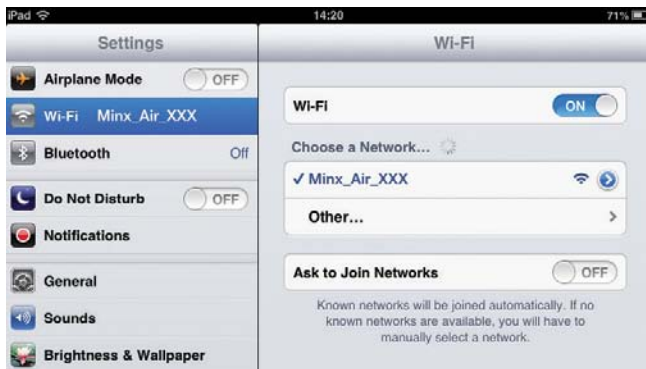 iPad 14:20 71%
Settings
Airplane Mode OFF
Wi-Fi Minx_Air_XXX
Bluetooth Off
Do Not Disturb OFF
Notifications
General
Sounds
Brightness & Wallpaper
Wi-Fi
Wi-Fi ON
Choose a Network...
✓ Minx_Air_XXX
Other...
Ask to Join Networks OFF
Known networks will be joined automatically. If no
known networks are available, you will have to
manually select a network.